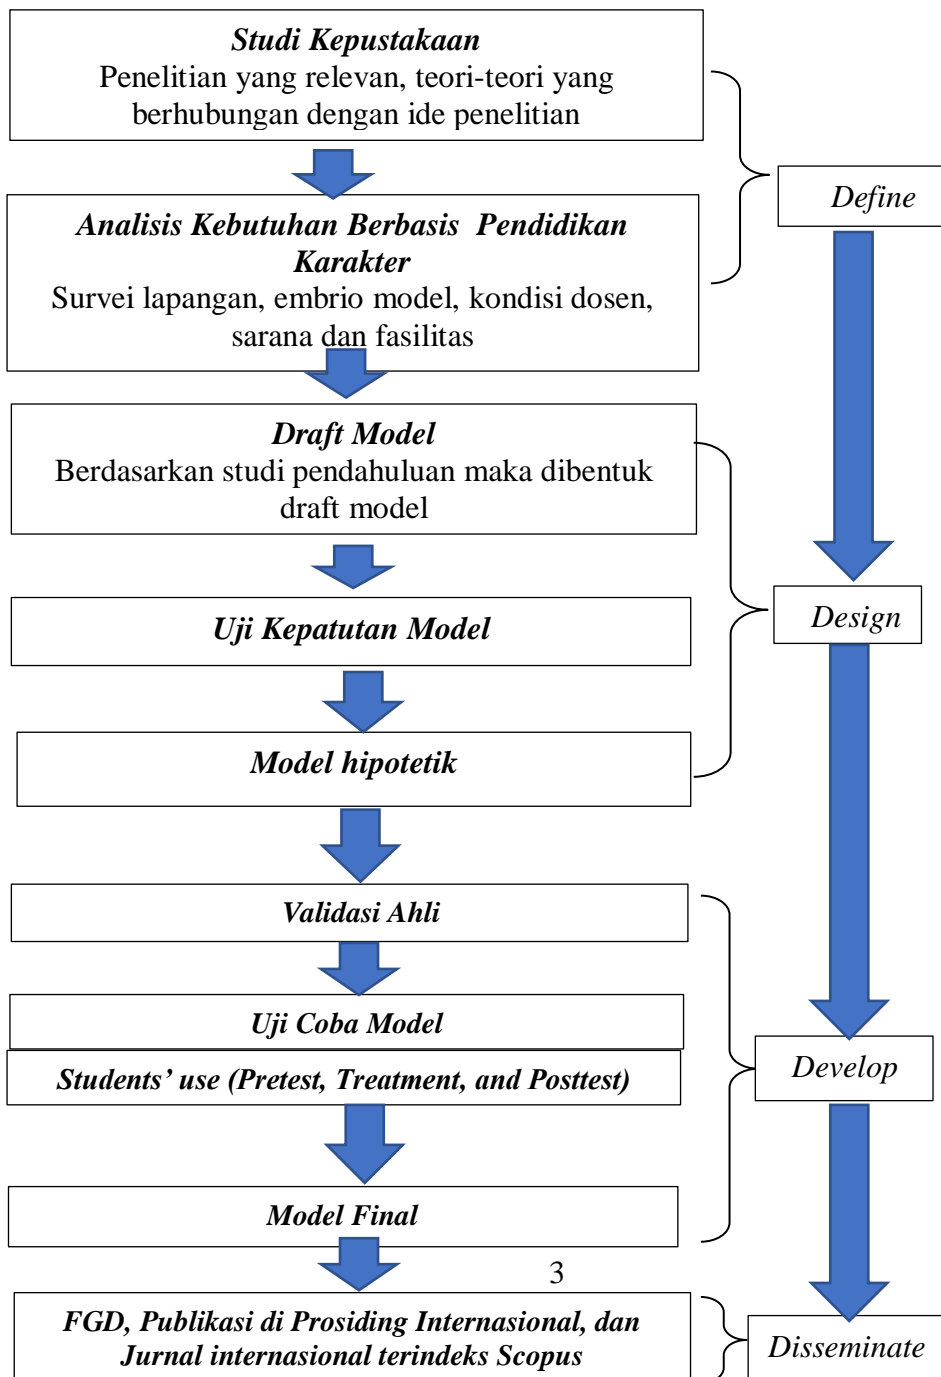 Studi Kepustakaan
Penelitian yang relevan, teori-teori yang
berhubungan dengan ide penelitian
Define
Analisis Kebutuhan Berbasis Pendidikan
Karakter
Survei lapangan, embrio model, kondisi dosen,
sarana dan fasilitas
Draft Model
Berdasarkan studi pendahuluan maka dibentuk
draft model
Uji Kepatutan Model
Design
Model hipotetik
Validasi Ahli
Uji Coba Model
Students’ use (Pretest, Treatment, and Posttest)
Develop
Model Final
3
FGD, Publikasi di Prosiding Internasional, dan
Jurnal internasional terindeks Scopus
Disseminate